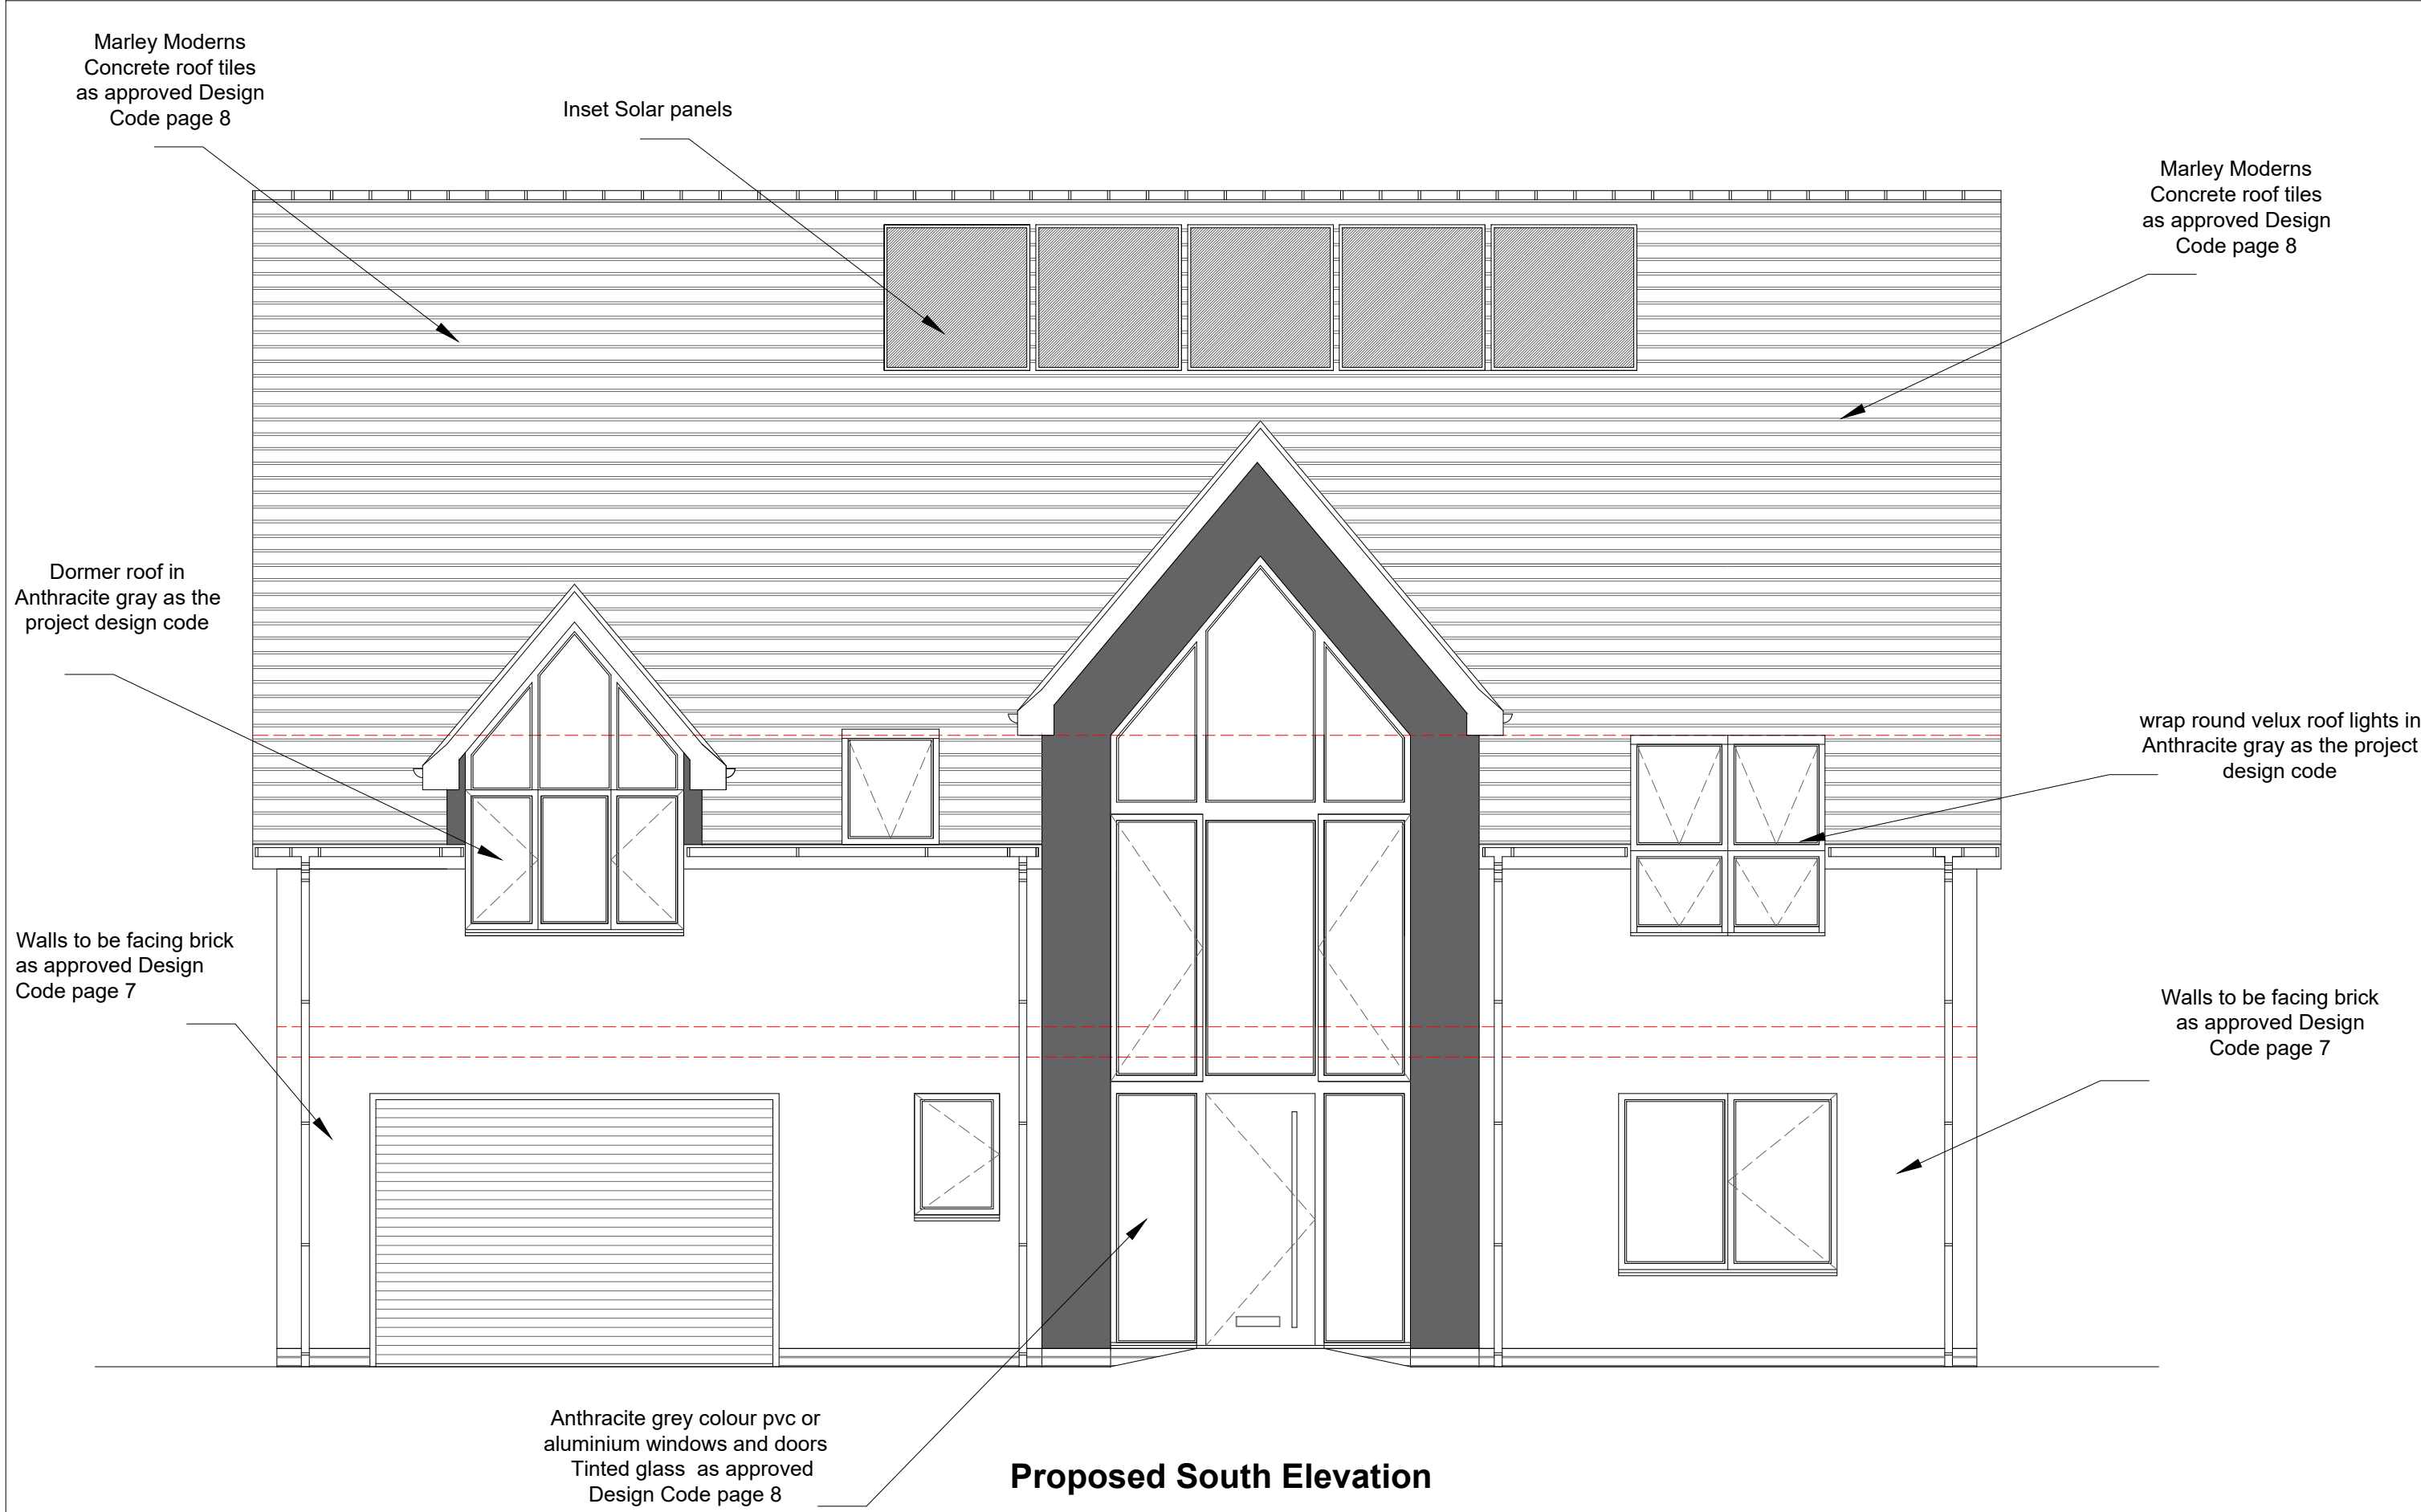 Marley Moderns
Concrete roof tiles
as approved Design
Code page 8
Inset Solar panels
Marley Moderns
Concrete roof tiles
as approved Design
Code page 8
Dormer roof in
Anthracite gray as the
project design code
wrap round velux roof lights in
Anthracite gray as the project
design code
Walls to be facing brick
as approved Design
Code page 7
Walls to be facing brick
as approved Design
Code page 7
Anthracite grey colour pvc or
aluminium windows and doors
Tinted glass as approved
Design Code page 8
Proposed South Elevation